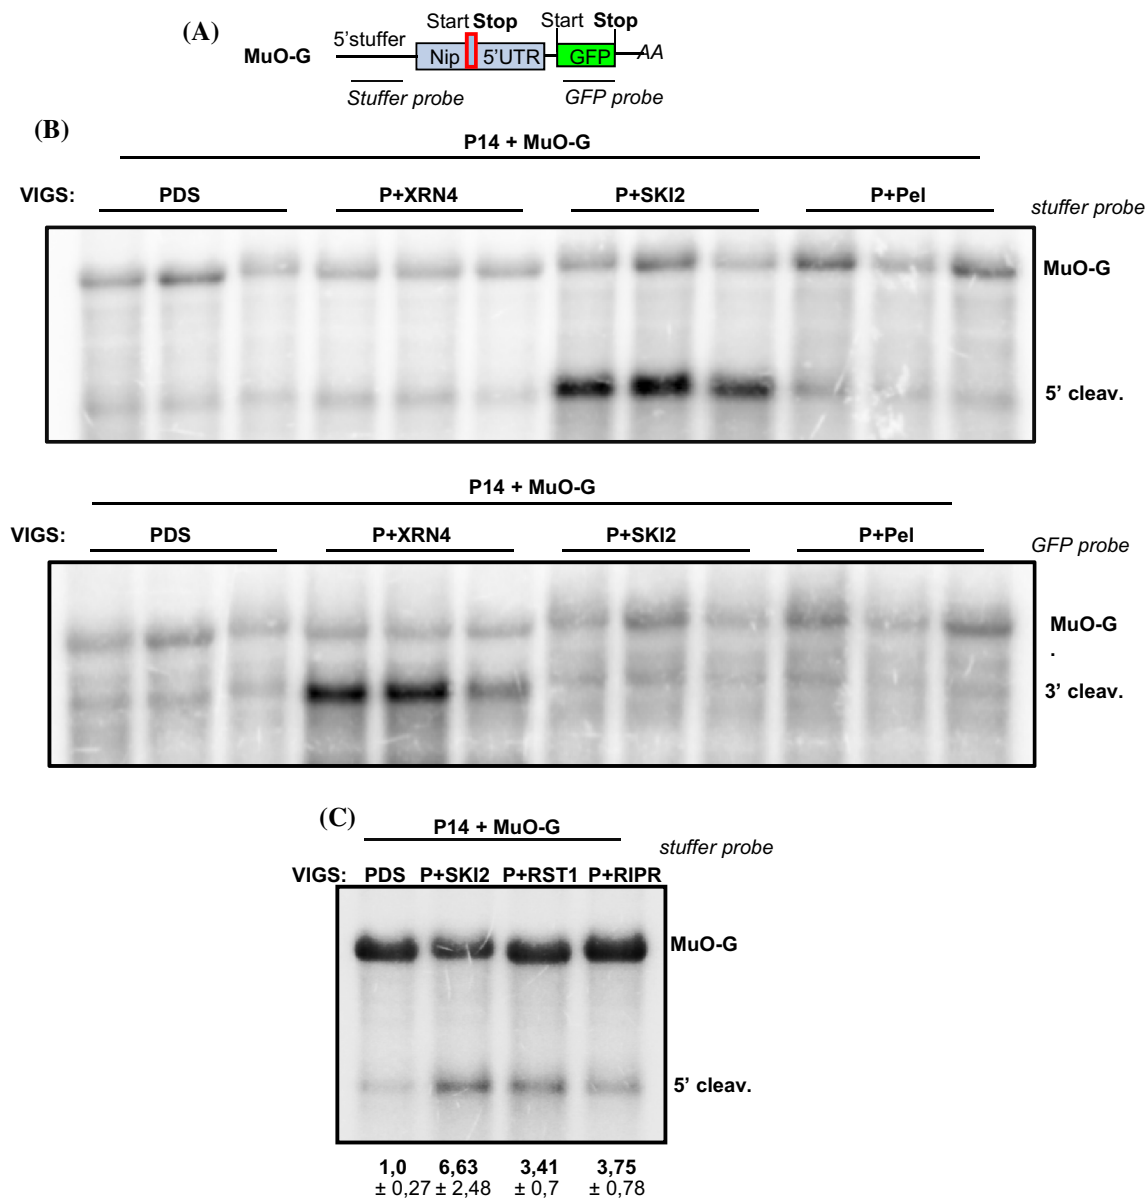 (A)
Start Stop Start Stop
5'stuffer
MuO-G Nip 5'UTR GFP AA
Stuffer probe GFP probe
(B)
P14 + MuO-G
VIGS: PDS P+XRN4 P+SKI2 P+Pel
stuffer probe
MuO-G
5’ cleav.
P14 + MuO-G
VIGS: PDS P+XRN4 P+SKI2 P+Pel
GFP probe
MuO-G
.
3’ cleav.
(C)
P14 + MuO-G
stuffer probe
VIGS: PDS P+SKI2 P+RST1 P+RIPR
MuO-G
5’ cleav.
1,0 6,63 3,41 3,75
± 0,27 ± 2,48 ± 0,7 ± 0,78